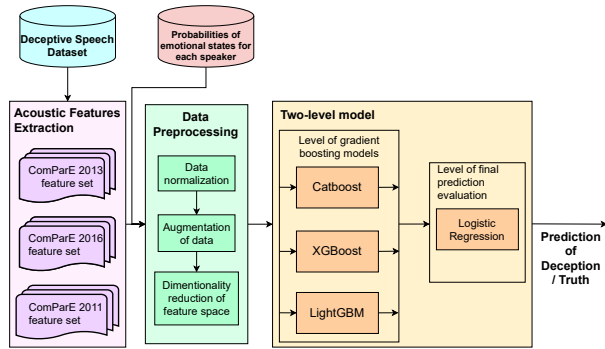 Deceptive Speech
Dataset
Probabilities of
emotional states for
each speaker
Acoustic Features
Extraction
ComParE 2013
feature set
ComParE 2016
feature set
ComParE 2011
feature set
Data
Preprocessing
Data
normalization
Augmentation
of data
Dimentionality
reduction of
feature space
Two-level model
Level of gradient
boosting models
Catboost
XGBoost
LightGBM
Level of final
prediction
evaluation
Logistic
Regression
Prediction
of
Deception
/ Truth